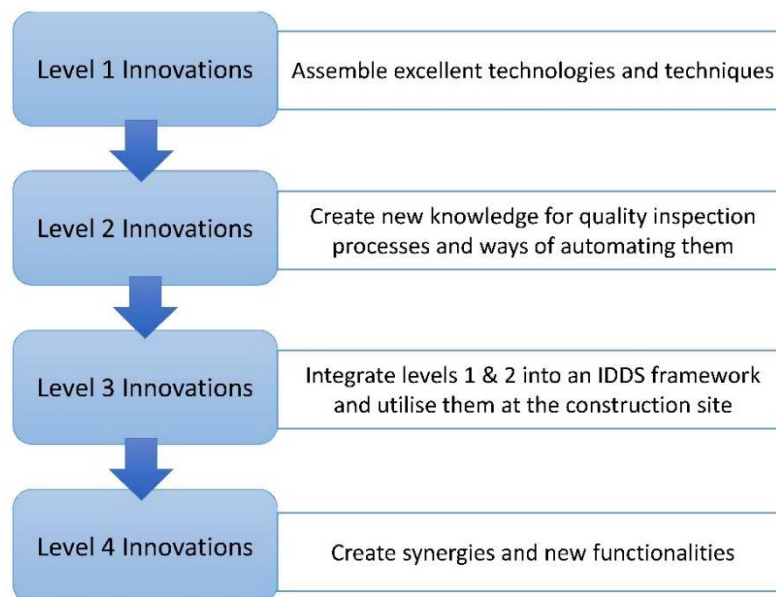 Level 1 Innovations
Assemble excellent technologies and techniques
Level 2 Innovations
Create new knowledge for quality inspection
processes and ways of automating them
Level 3 Innovations
Integrate levels 1 & 2 into an IDDS framework
and utilise them at the construction site
Level 4 Innovations
Create synergies and new functionalities